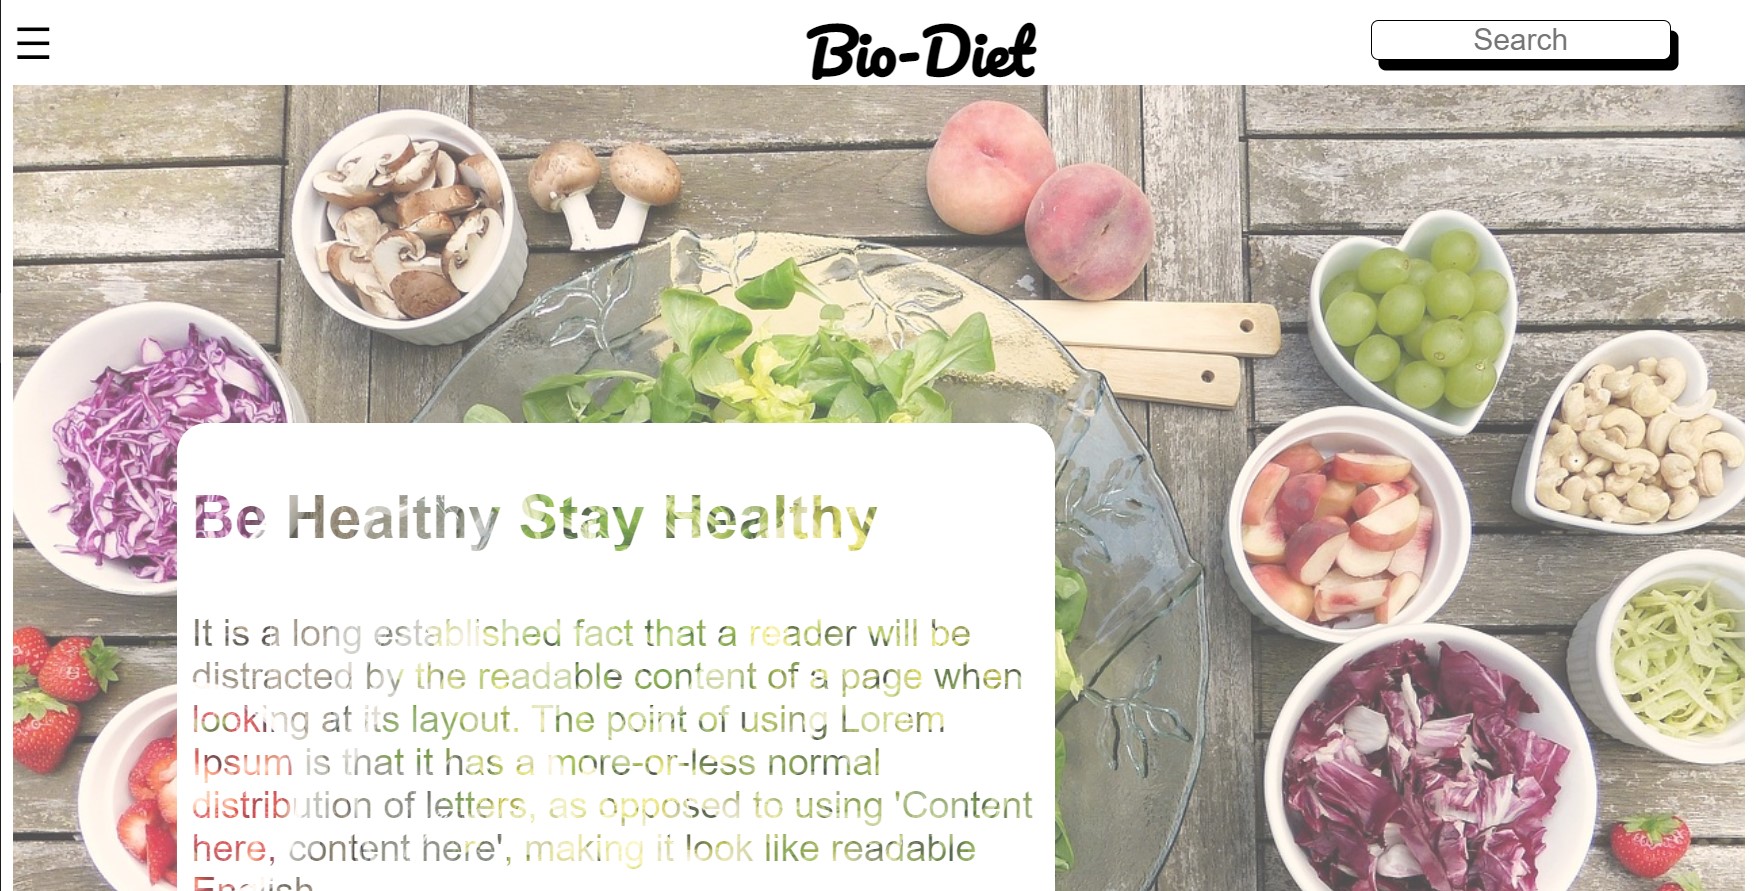 Bio-Diet
Search
Be Healthy Stay Healthy
It is a long established fact that a reader will be
distracted by the readable content of a page when
looking at its layout. The point of using Lorem
Ipsum is that it has a more-or-less normal
distribution of letters, as opposed to using 'Content
here, content here', making it look like readable
English.